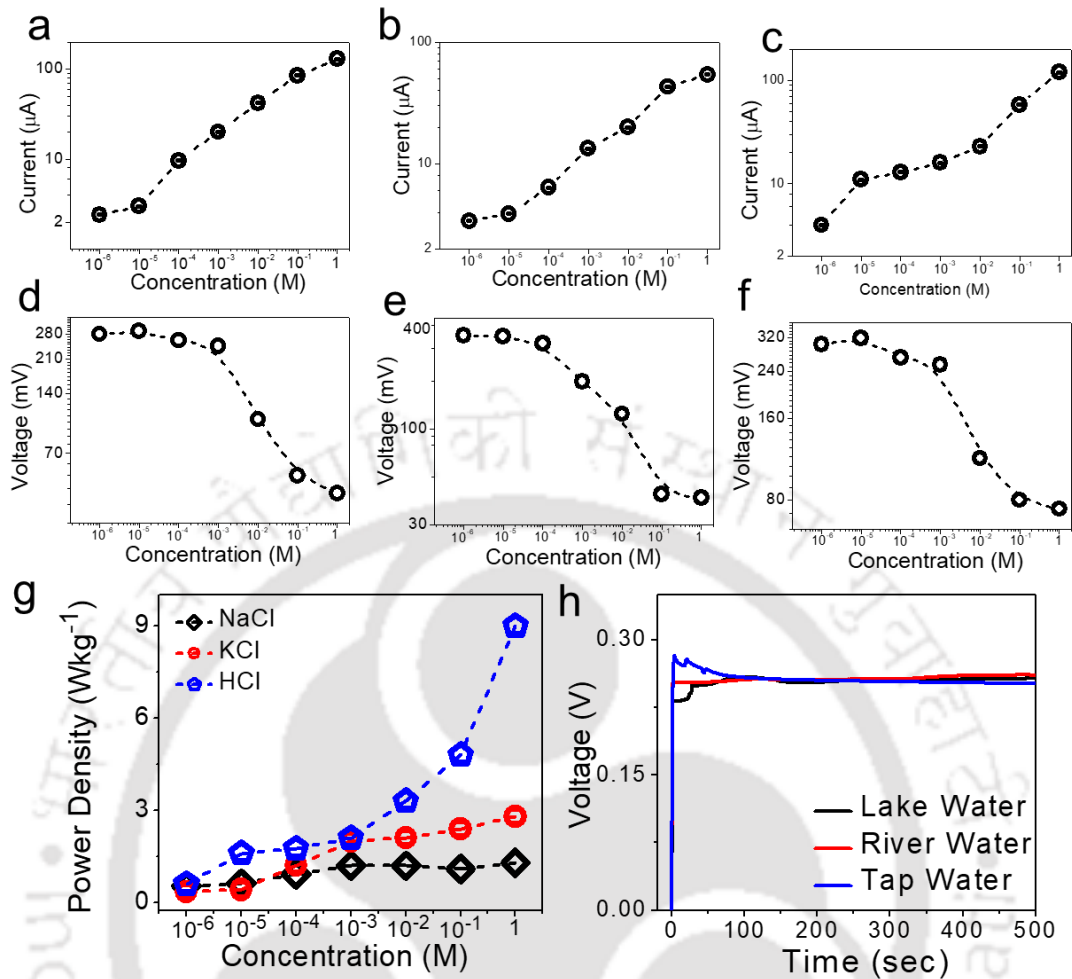 a
100
10
2
Current (μA)
10⁻⁶ 10⁻⁵ 10⁻⁴ 10⁻³ 10⁻² 10⁻¹ 1
Concentration (M)
b
100
10
2
Current (μA)
10⁻⁶ 10⁻⁵ 10⁻⁴ 10⁻³ 10⁻² 10⁻¹ 1
Concentration (M)
c
100
10
2
Current (μA)
10⁻⁶ 10⁻⁵ 10⁻⁴ 10⁻³ 10⁻² 10⁻¹ 1
Concentration (M)
d
280
210
140
70
Voltage (mV)
10⁻⁶ 10⁻⁵ 10⁻⁴ 10⁻³ 10⁻² 10⁻¹ 1
Concentration (M)
e
400
100
30
Voltage (mV)
10⁻⁶ 10⁻⁵ 10⁻⁴ 10⁻³ 10⁻² 10⁻¹ 1
Concentration (M)
f
320
240
160
80
Voltage (mV)
10⁻⁶ 10⁻⁵ 10⁻⁴ 10⁻³ 10⁻² 10⁻¹ 1
Concentration (M)
g
NaCl
KCl
HCl
9
6
3
0
Power Density (Wkg⁻¹)
10⁻⁶ 10⁻⁵ 10⁻⁴ 10⁻³ 10⁻² 10⁻¹ 1
Concentration (M)
h
0.30
0.15
0.00
Voltage (V)
Lake Water
River Water
Tap Water
0 100 200 300 400 500
Time (sec)